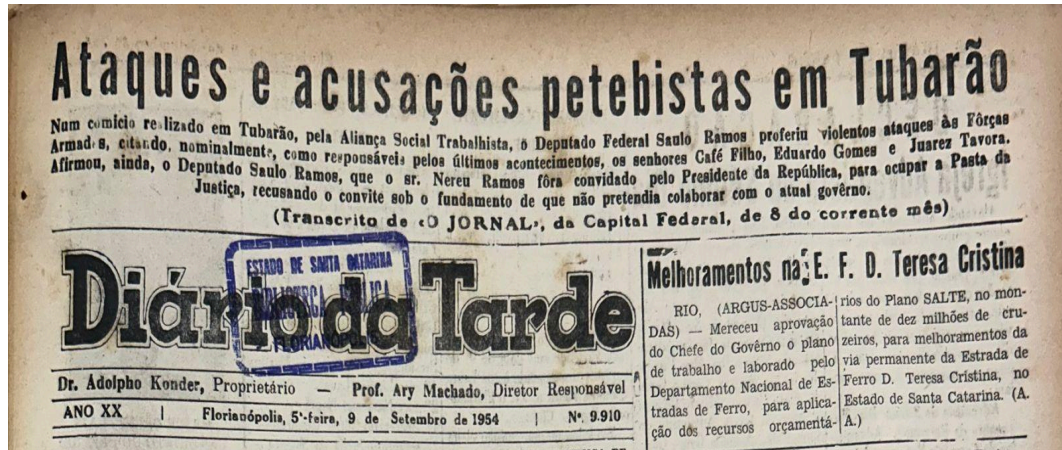 Ataques e acusações petebistas em Tubarão
Num comício realizado em Tubarão, pela Aliança Social Trabalhista, o Deputado Federal Saulo Ramos proferiu violentos ataques às Fôrças
Armadas, citando, nominalmente, como responsáveis pelos últimos acontecimentos, os senhores Café Filho, Eduardo Gomes e Juarez Tavora.
Afirmou, ainda, o Deputado Saulo Ramos, que o sr. Nereu Ramos fôra convidado pelo Presidente da República, para ocupar a Pasta da
Justiça, recusando o convite sob o fundamento de que não pretendia colaborar com o atual govêrno.
(Transcrito de «O JORNAL», da Capital Federal, de 8 do corrente mês)
Diário da Tarde
ESTADO DE SANTA CATARINA
BIBLIOTECA PÚBLICA
FLORIANÓPOLIS
Dr. Adolpho Konder, Proprietário — Prof. Ary Machado, Diretor Responsável
ANO XX | Florianópolis, 5ª-feira, 9 de Setembro de 1954 | Nº. 9.910
Melhoramentos na E. F. D. Teresa Cristina
RIO, (ARGUS-ASSOCIA-
DAS) — Mereceu aprovação
do Chefe do Govêrno o plano
de trabalho e laborado pelo
Departamento Nacional de Es-
tradas de Ferro, para aplica-
ção dos recursos orçamentá-
rios do Plano SALTE, no mon-
tante de dez milhões de cru-
zeiros, para melhoramentos da
via permanente da Estrada de
Ferro D. Teresa Cristina, no
Estado de Santa Catarina. (A.
A.)